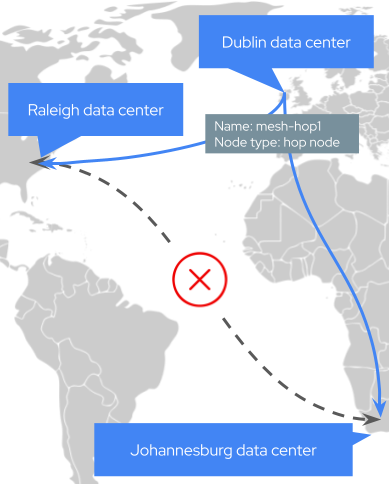 Dublin data center
Raleigh data center
Name: mesh-hop1
Node type: hop node
Johannesburg data center